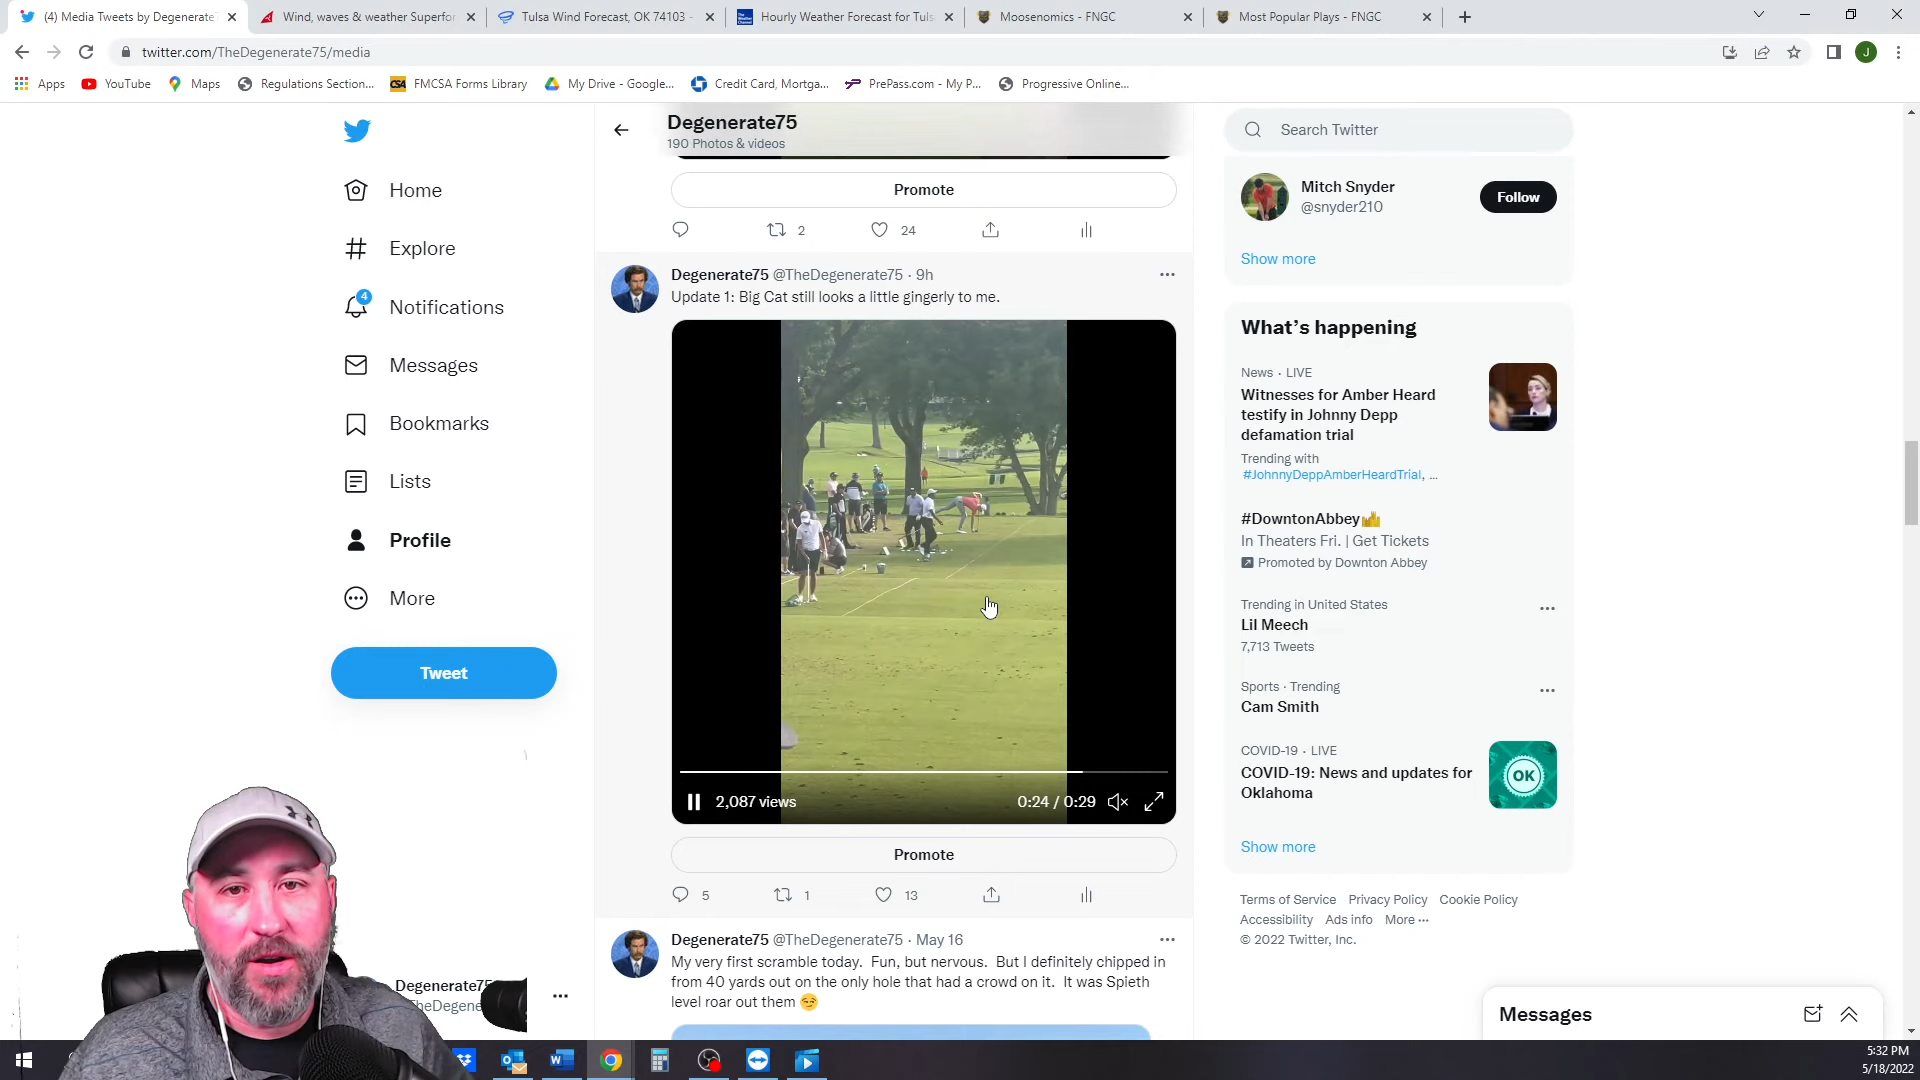 (4) Media Tweets by Degenerate
Wind, waves & weather Superfor
Tulsa Wind Forecast, OK 74103 -
Hourly Weather Forecast for Tuls
Moosenomics - FNGC
Most Popular Plays - FNGC
twitter.com/TheDegenerate75/media
J
Apps
YouTube
Maps
Regulations Section...
CSA
FMCSA Forms Library
My Drive - Google...
Credit Card, Mortga...
PrePass.com - My P...
Progressive Online...
Home
Explore
4
Notifications
Messages
Bookmarks
Lists
Profile
More
Tweet
Degenerate75
Degenerate75
190 Photos & videos
Promote
2
24
Degenerate75 @TheDegenerate75 · 9h
Update 1: Big Cat still looks a little gingerly to me.
2,087 views
0:24 / 0:29
Promote
5
1
13
Degenerate75 @TheDegenerate75 · May 16
My very first scramble today. Fun, but nervous. But I definitely chipped in
from 40 yards out on the only hole that had a crowd on it. It was Spieth
level roar out them 😏
Search Twitter
Mitch Snyder
@snyder210
Follow
Show more
What's happening
News · LIVE
Witnesses for Amber Heard
testify in Johnny Depp
defamation trial
Trending with
#JohnnyDeppAmberHeardTrial, ...
#DowntonAbbey
In Theaters Fri. | Get Tickets
Promoted by Downton Abbey
Trending in United States
Lil Meech
7,713 Tweets
Sports · Trending
Cam Smith
COVID-19 · LIVE
COVID-19: News and updates for
Oklahoma
OK
Show more
Terms of Service Privacy Policy Cookie Policy
Accessibility Ads info More ...
© 2022 Twitter, Inc.
Messages
5:32 PM
5/18/2022